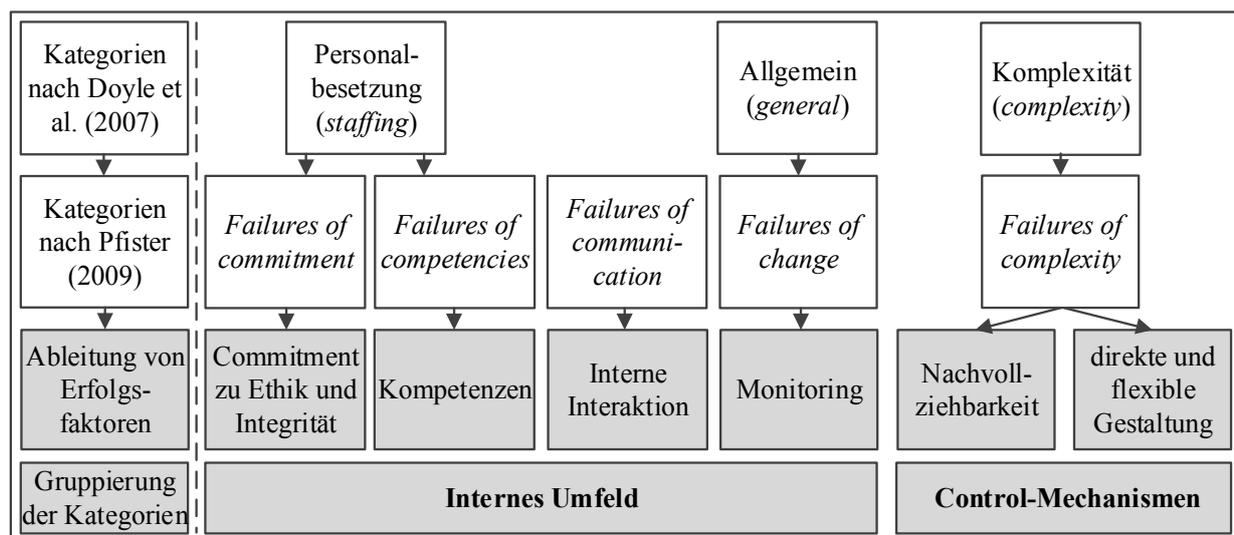 Kategorien
nach Doyle et
al. (2007)
Personal-
besetzung
(staffing)
Allgemein
(general)
Komplexität
(complexity)
Kategorien
nach Pfister
(2009)
Failures of
commitment
Failures of
competencies
Failures of
communi-
cation
Failures of
change
Failures of
complexity
Ableitung von
Erfolgs-
faktoren
Commitment
zu Ethik und
Integrität
Kompetenzen
Interne
Interaktion
Monitoring
Nachvoll-
ziehbarkeit
direkte und
flexible
Gestaltung
Gruppierung
der Kategorien
Internes Umfeld
Control-Mechanismen